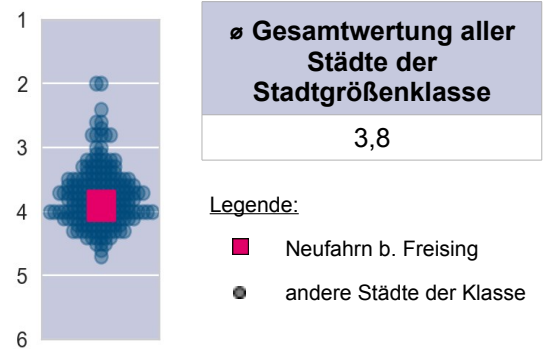 1
2
3
4
5
6
⌀ Gesamtwertung aller
Städte der
Stadtgrößenklasse
3,8
Legende:
Neufahrn b. Freising
andere Städte der Klasse